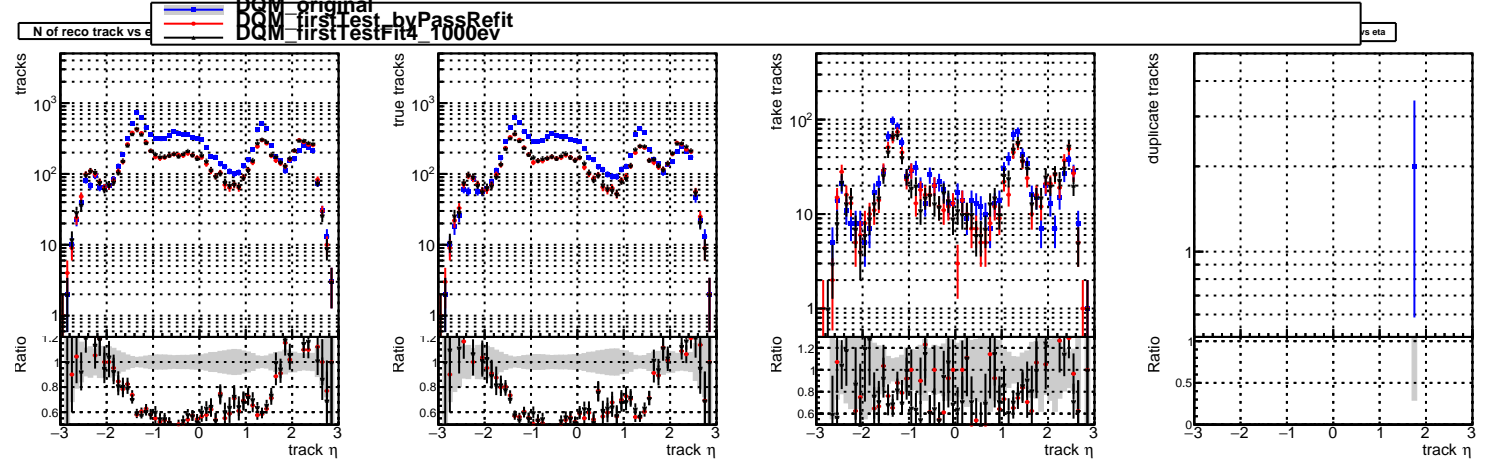 DQM_original
DQM_firstTest_byPassRefit
DQM_firstTestFit4_1000ev
N of reco track vs e
vs eta
tracks
10³
10²
10
1
Ratio
1.2
1
0.8
0.6
−3 −2 −1 0 1 2 3
track η
true tracks
10³
10²
10
1
Ratio
1.2
1
0.8
0.6
−3 −2 −1 0 1 2 3
track η
fake tracks
10²
10
1
Ratio
1.2
1
0.8
0.6
−3 −2 −1 0 1 2 3
track η
duplicate tracks
1
Ratio
1
0.5
0
−3 −2 −1 0 1 2 3
track η